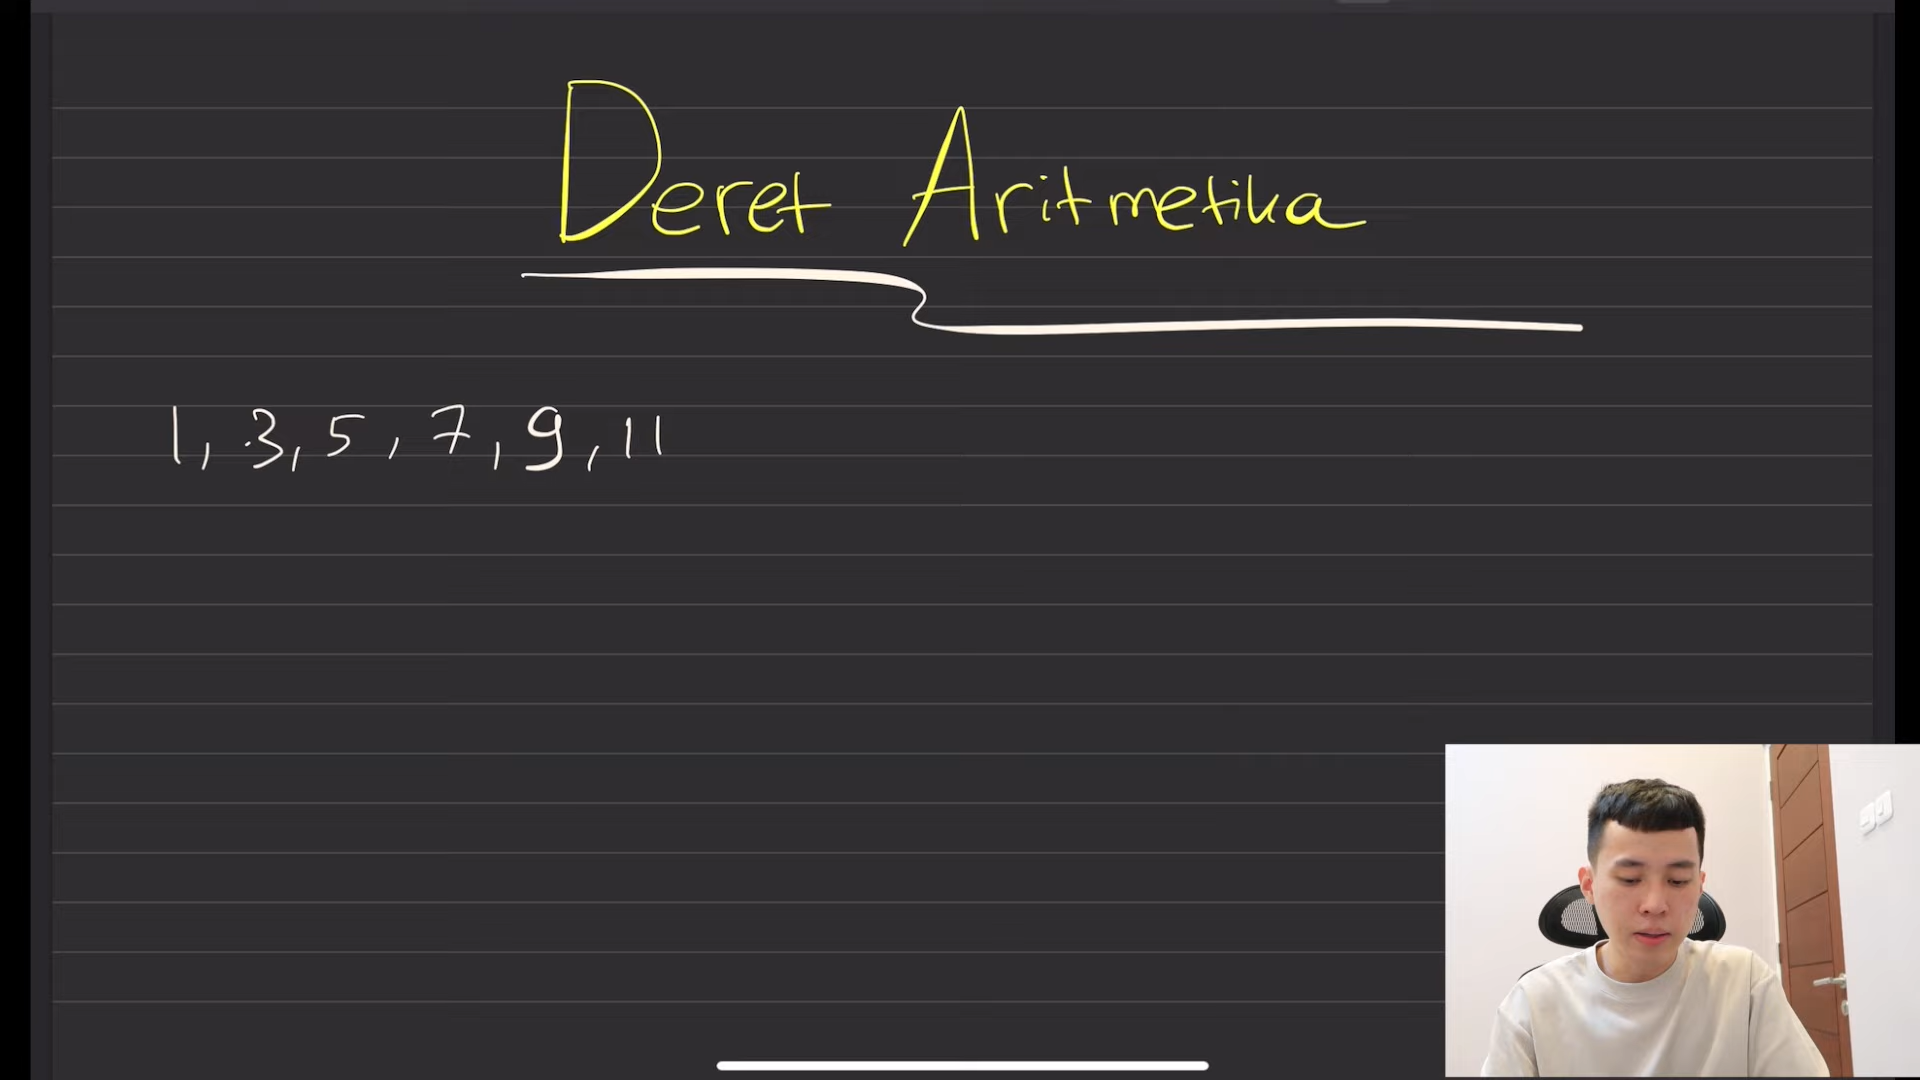 Deret Aritmetika
1, 3, 5, 7, 9, 11